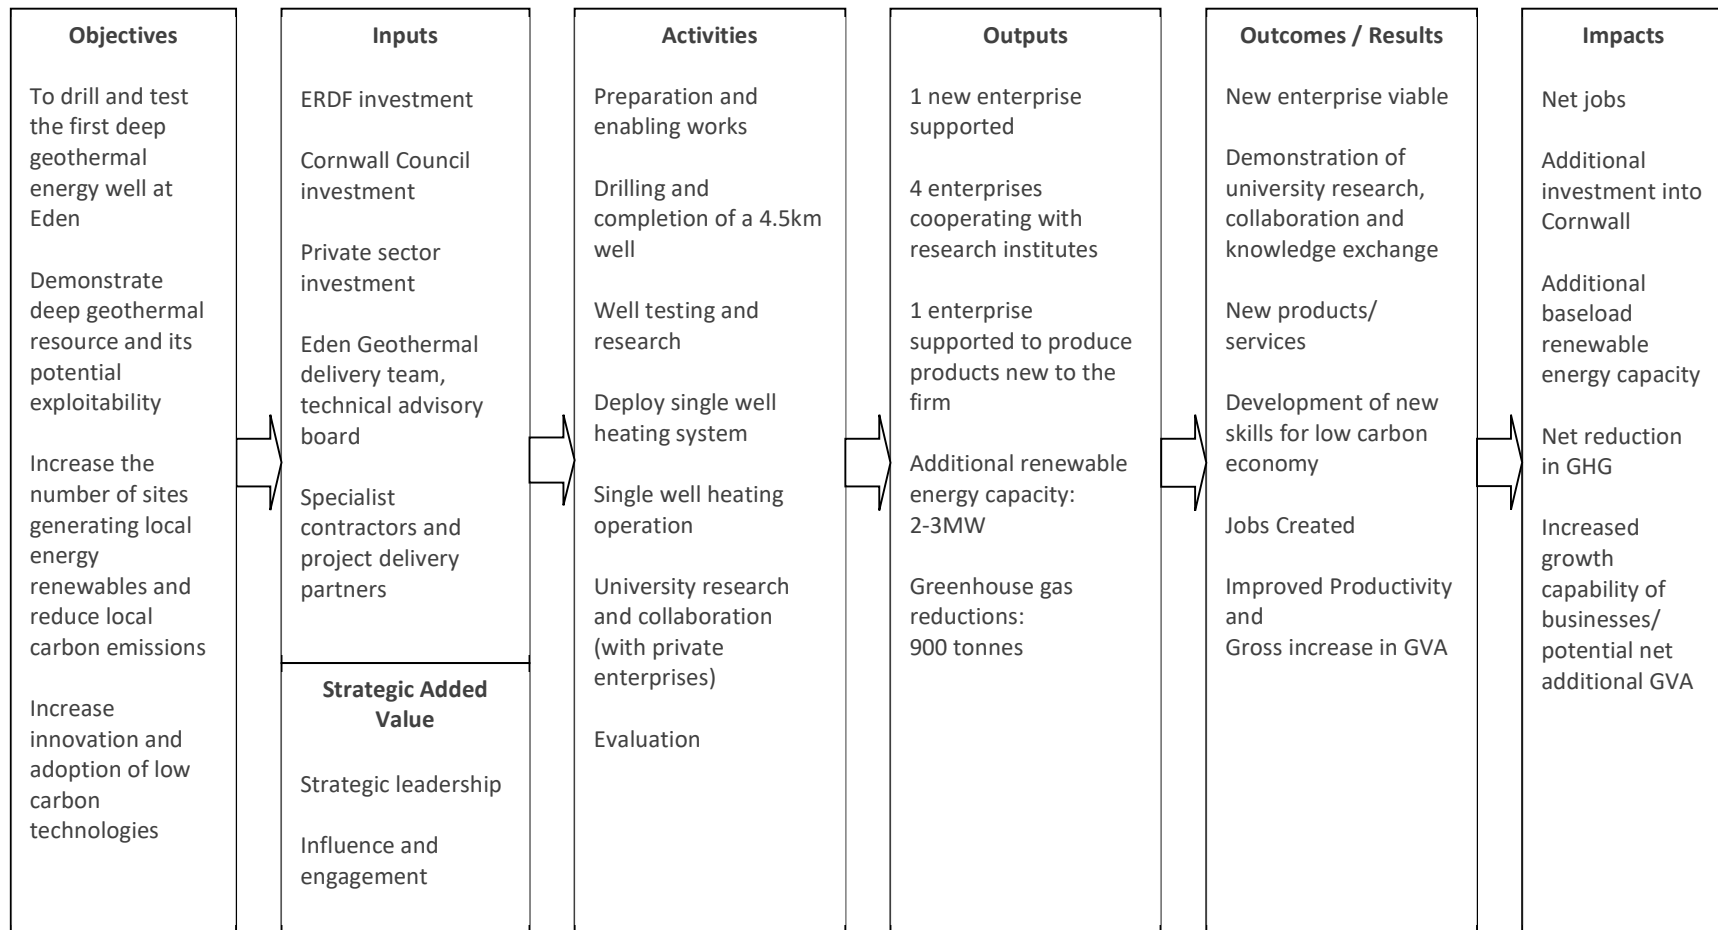 Objectives
To drill and test
the first deep
geothermal
energy well at
Eden
Demonstrate
deep geothermal
resource and its
potential
exploitability
Increase the
number of sites
generating local
energy
renewables and
reduce local
carbon emissions
Increase
innovation and
adoption of low
carbon
technologies
Inputs
ERDF investment
Cornwall Council
investment
Private sector
investment
Eden Geothermal
delivery team,
technical advisory
board
Specialist
contractors and
project delivery
partners
Strategic Added
Value
Strategic leadership
Influence and
engagement
Activities
Preparation and
enabling works
Drilling and
completion of a 4.5km
well
Well testing and
research
Deploy single well
heating system
Single well heating
operation
University research
and collaboration
(with private
enterprises)
Evaluation
Outputs
1 new enterprise
supported
4 enterprises
cooperating with
research institutes
1 enterprise
supported to produce
products new to the
firm
Additional renewable
energy capacity:
2-3MW
Greenhouse gas
reductions:
900 tonnes
Outcomes / Results
New enterprise viable
Demonstration of
university research,
collaboration and
knowledge exchange
New products/
services
Development of new
skills for low carbon
economy
Jobs Created
Improved Productivity
and
Gross increase in GVA
Impacts
Net jobs
Additional
investment into
Cornwall
Additional
baseload
renewable
energy capacity
Net reduction
in GHG
Increased
growth
capability of
businesses/
potential net
additional GVA